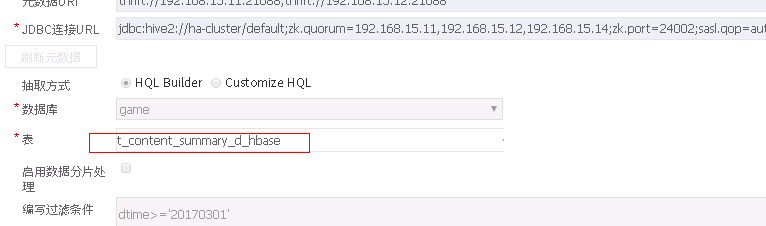 元数据URI thrift://192.168.15.11:21088,thrift://192.168.15.12:21088
* JDBC连接URL jdbc:hive2://ha-cluster/default;zk.quorum=192.168.15.11,192.168.15.12,192.168.15.14;zk.port=24002;sasl.qop=aut
刷新元数据
抽取方式 HQL Builder Customize HQL
* 数据库 game
* 表 t_content_summary_d_hbase
启用数据分片处
理
编写过滤条件 dtime>='20170301'